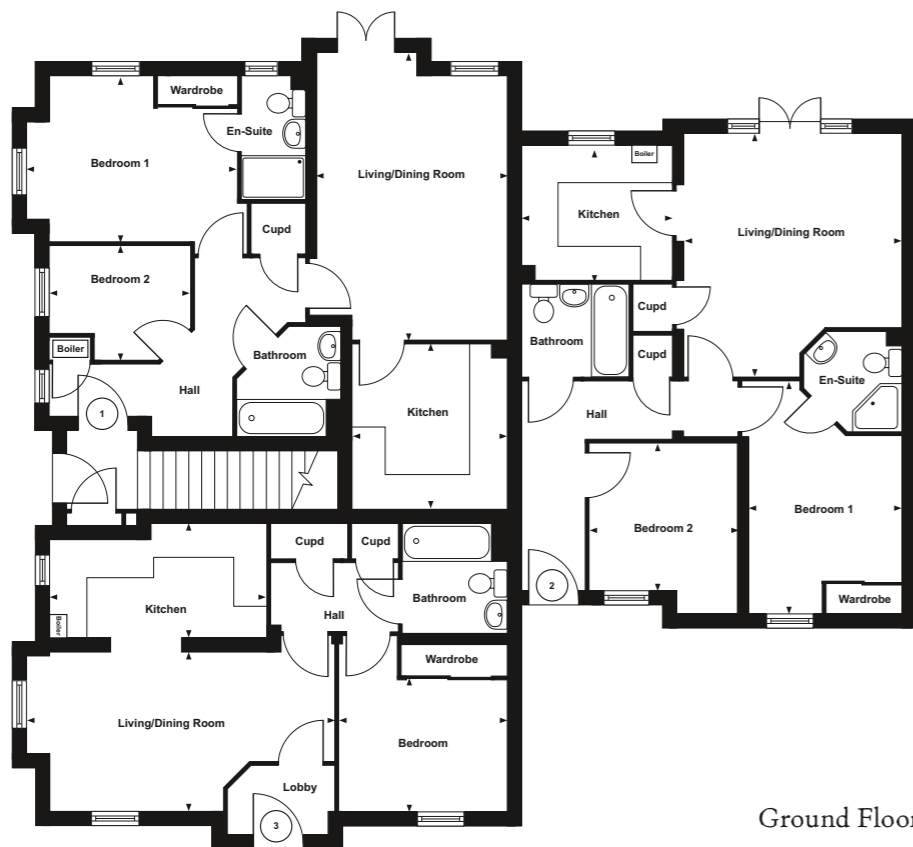 Wardrobe
En-Suite
Bedroom 1
Living/Dining Room
Boiler
Kitchen
Living/Dining Room
Cupd
Bedroom 2
Cupd
Boiler
Bathroom
Bathroom
Cupd
En-Suite
Hall
Kitchen
1
Hall
Bedroom 1
Bedroom 2
Cupd
Cupd
2
Bathroom
Wardrobe
Kitchen
Boiler
Hall
Wardrobe
Living/Dining Room
Bedroom
Lobby
3
Ground Floor